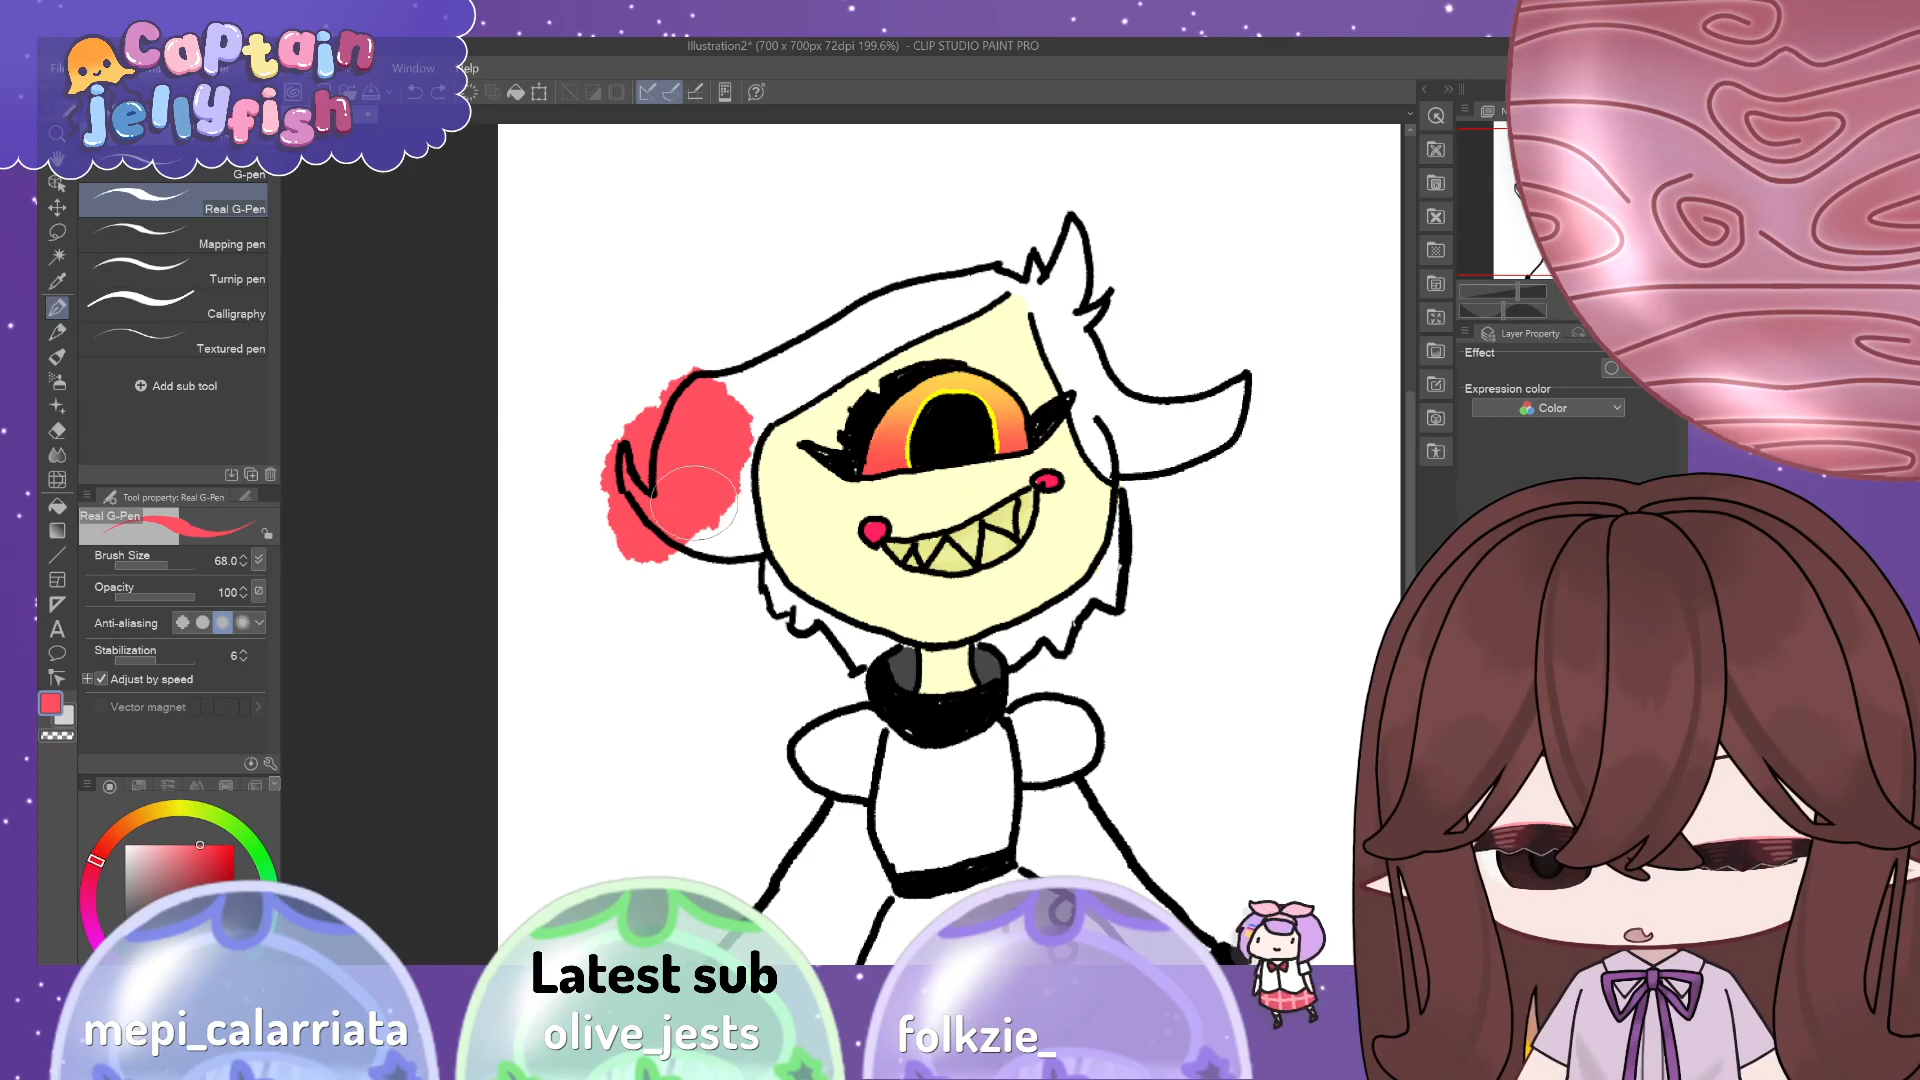 Captain
jellyfish
Illustration2* (700 x 700px 72dpi 199.6%) - CLIP STUDIO PAINT PRO
Window
Help
G-pen
Real G-Pen
Mapping pen
Turnip pen
Calligraphy
Textured pen
Add sub tool
Tool property: Real G-Pen
Real G-Pen
Brush Size 68.0
Opacity 100
Anti-aliasing
Stabilization 6
Adjust by speed
Vector magnet
Layer Property
Effect
Expression color
Color
Latest sub
mepi_calarriata
olive_jests
folkzie_